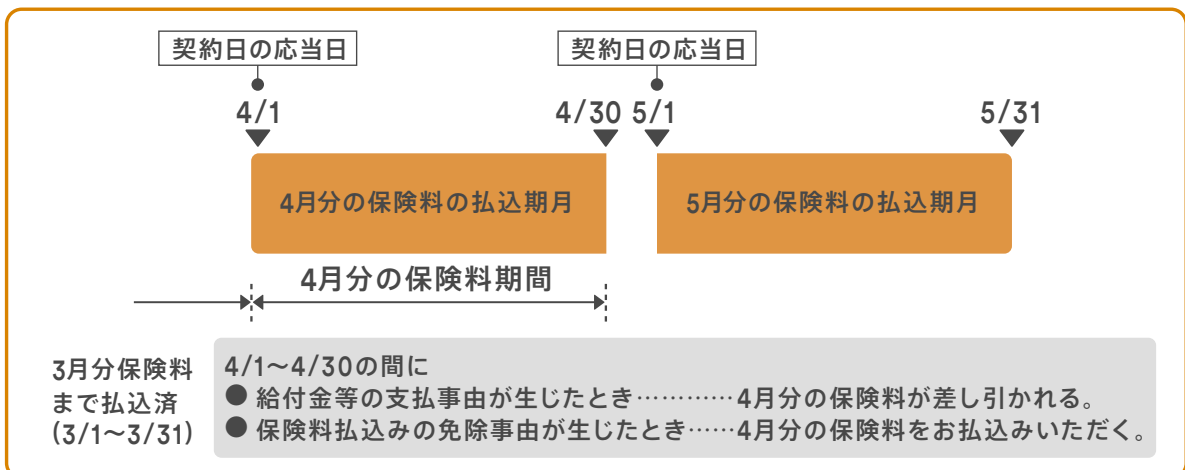 契約日の応当日 契約日の応当日
4/1 4/30 5/1 5/31
4月分の保険料の払込期月 5月分の保険料の払込期月
4月分の保険料期間
3月分保険料
まで払込済
(3/1〜3/31)
4/1〜4/30の間に
● 給付金等の支払事由が生じたとき…………4月分の保険料が差し引かれる。
● 保険料払込みの免除事由が生じたとき……4月分の保険料をお払込みいただく。